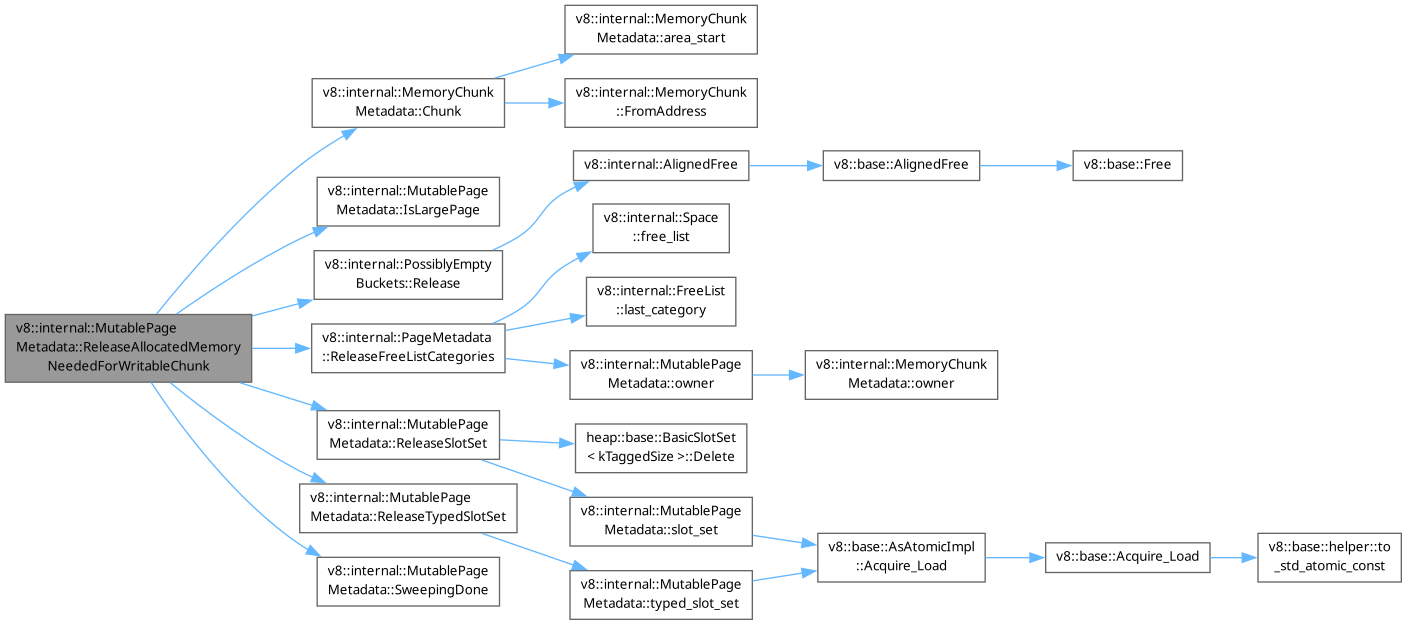 v8::internal::MemoryChunk
Metadata::area_start
v8::internal::MemoryChunk
Metadata::Chunk
v8::internal::MemoryChunk
::FromAddress
v8::internal::AlignedFree
v8::base::AlignedFree
v8::base::Free
v8::internal::MutablePage
Metadata::IsLargePage
v8::internal::Space
::free_list
v8::internal::PossiblyEmpty
Buckets::Release
v8::internal::FreeList
::last_category
v8::internal::MutablePage
Metadata::ReleaseAllocatedMemory
NeededForWritableChunk
v8::internal::PageMetadata
::ReleaseFreeListCategories
v8::internal::MutablePage
Metadata::owner
v8::internal::MemoryChunk
Metadata::owner
v8::internal::MutablePage
Metadata::ReleaseSlotSet
heap::base::BasicSlotSet
< kTaggedSize >::Delete
v8::internal::MutablePage
Metadata::ReleaseTypedSlotSet
v8::internal::MutablePage
Metadata::slot_set
v8::base::AsAtomicImpl
::Acquire_Load
v8::base::Acquire_Load
v8::base::helper::to
_std_atomic_const
v8::internal::MutablePage
Metadata::SweepingDone
v8::internal::MutablePage
Metadata::typed_slot_set